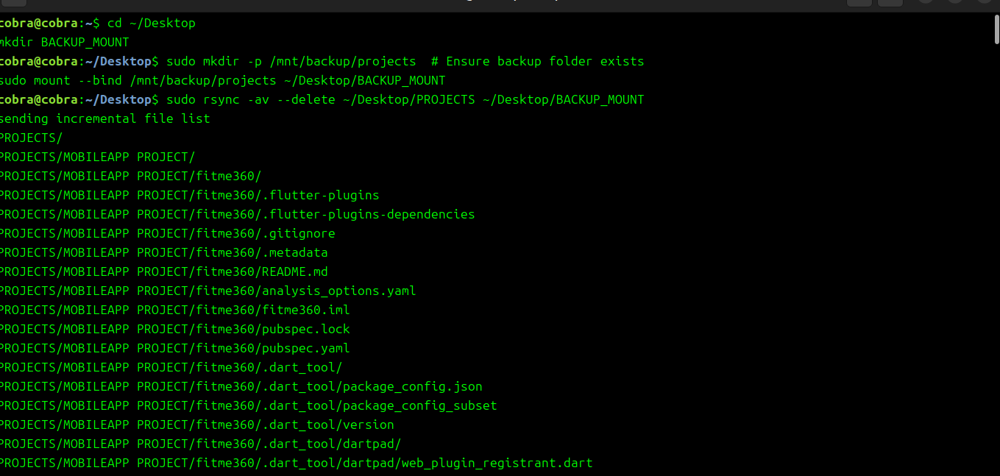 cobra@cobra:~$ cd ~/Desktop
mkdir BACKUP_MOUNT
cobra@cobra:~/Desktop$ sudo mkdir -p /mnt/backup/projects  # Ensure backup folder exists
sudo mount --bind /mnt/backup/projects ~/Desktop/BACKUP_MOUNT
cobra@cobra:~/Desktop$ sudo rsync -av --delete ~/Desktop/PROJECTS ~/Desktop/BACKUP_MOUNT
sending incremental file list
PROJECTS/
PROJECTS/MOBILEAPP PROJECT/
PROJECTS/MOBILEAPP PROJECT/fitme360/
PROJECTS/MOBILEAPP PROJECT/fitme360/.flutter-plugins
PROJECTS/MOBILEAPP PROJECT/fitme360/.flutter-plugins-dependencies
PROJECTS/MOBILEAPP PROJECT/fitme360/.gitignore
PROJECTS/MOBILEAPP PROJECT/fitme360/.metadata
PROJECTS/MOBILEAPP PROJECT/fitme360/README.md
PROJECTS/MOBILEAPP PROJECT/fitme360/analysis_options.yaml
PROJECTS/MOBILEAPP PROJECT/fitme360/fitme360.iml
PROJECTS/MOBILEAPP PROJECT/fitme360/pubspec.lock
PROJECTS/MOBILEAPP PROJECT/fitme360/pubspec.yaml
PROJECTS/MOBILEAPP PROJECT/fitme360/.dart_tool/
PROJECTS/MOBILEAPP PROJECT/fitme360/.dart_tool/package_config.json
PROJECTS/MOBILEAPP PROJECT/fitme360/.dart_tool/package_config_subset
PROJECTS/MOBILEAPP PROJECT/fitme360/.dart_tool/version
PROJECTS/MOBILEAPP PROJECT/fitme360/.dart_tool/dartpad/
PROJECTS/MOBILEAPP PROJECT/fitme360/.dart_tool/dartpad/web_plugin_registrant.dart